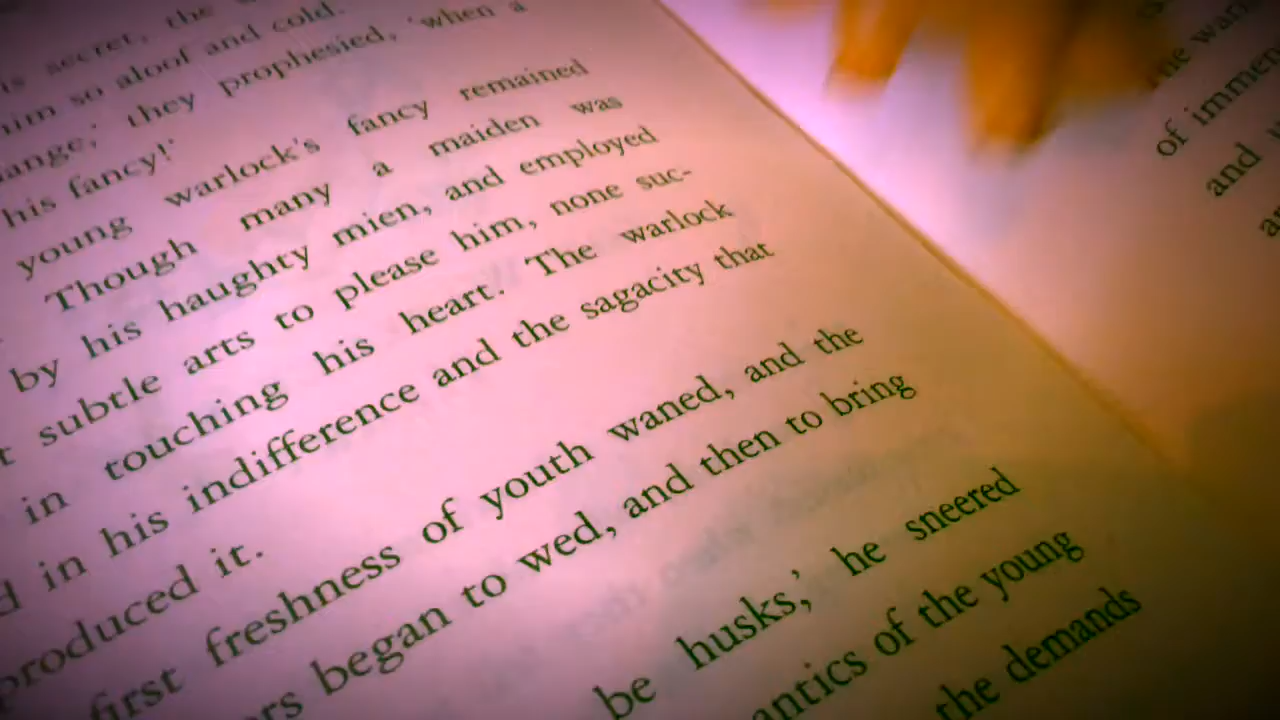 is secret, the
him so aloof and cold.
ange,' they prophesied, 'when a
his fancy!'
young warlock's fancy remained
Though many a maiden was
by his haughty mien, and employed
t subtle arts to please him, none suc-
in touching his heart. The warlock
d in his indifference and the sagacity that
produced it.
first freshness of youth waned, and the
ers began to wed, and then to bring
be husks,' he sneered
antics of the young
the demands
he warl
of immen
and